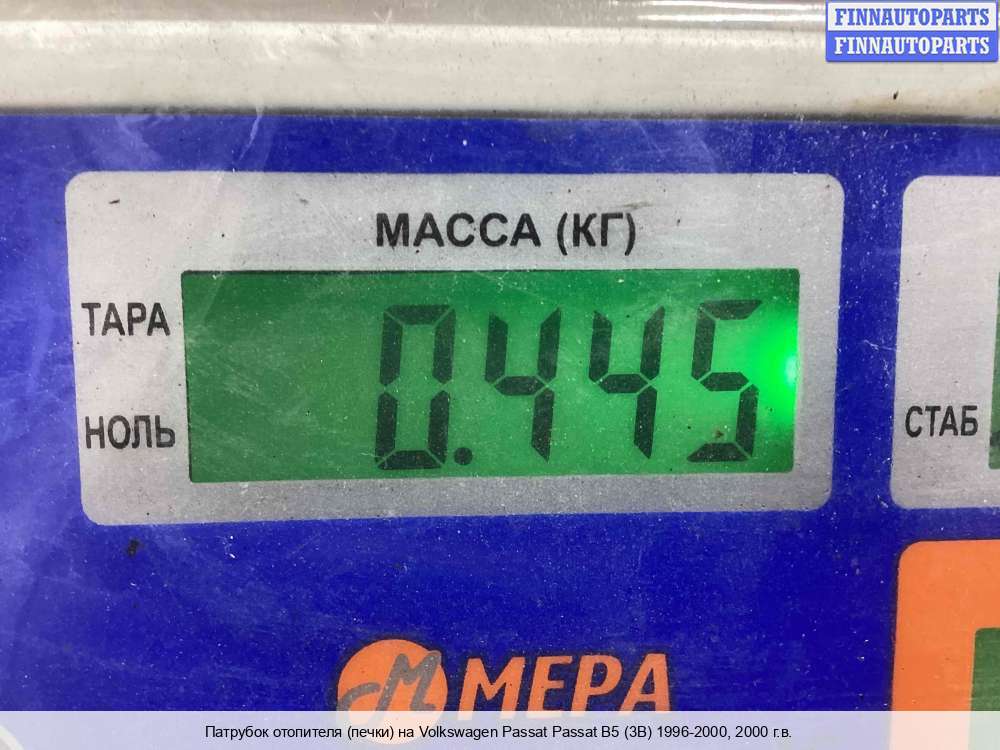 FINNAUTOPARTS
FINNAUTOPARTS
МАССА (КГ)
ТАРА
0.445
НОЛЬ
СТАБ
М МЕРА
Патрубок отопителя (печки) на Volkswagen Passat Passat B5 (3B) 1996-2000, 2000 г.в.